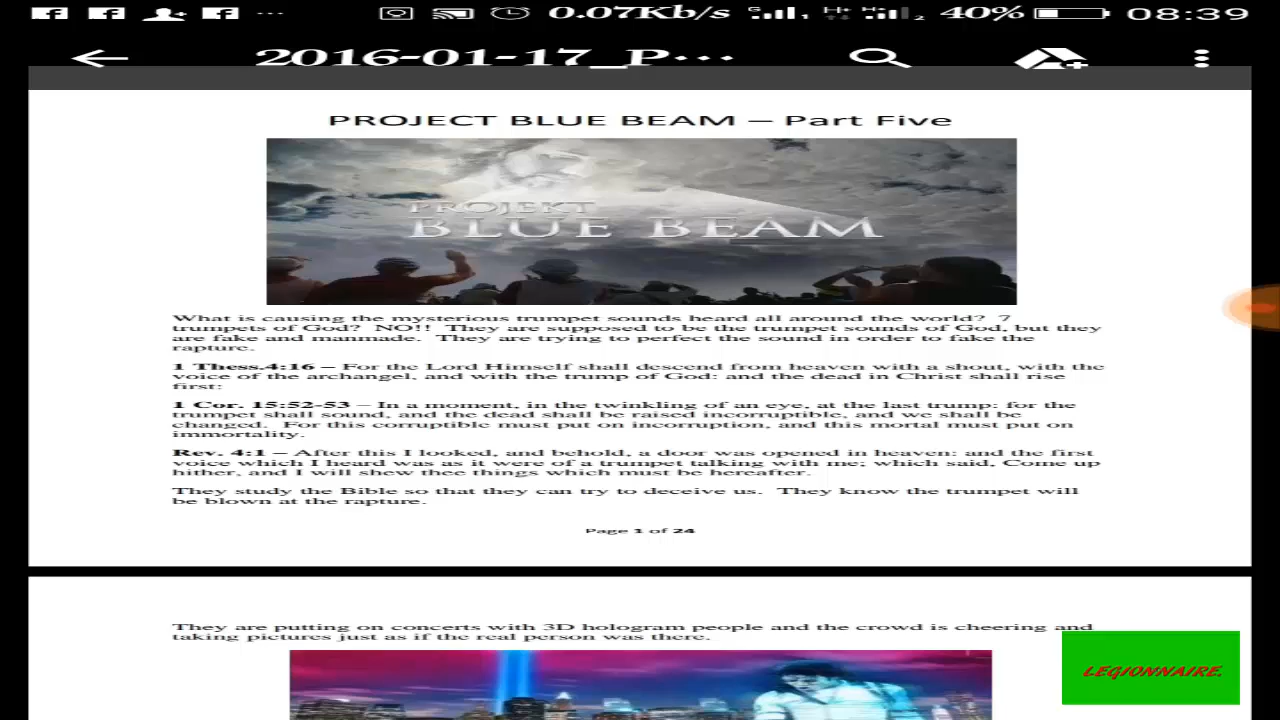 0.07Kb/s 40% 08:39
2016-01-17_P...
PROJECT BLUE BEAM – Part Five
PROJEKT
BLUE BEAM
What is causing the mysterious trumpet sounds heard all around the world? 7
trumpets of God? NO!! They are supposed to be the trumpet sounds of God, but they
are fake and manmade. They are trying to perfect the sound in order to fake the
rapture.
1 Thess.4:16 – For the Lord Himself shall descend from heaven with a shout, with the
voice of the archangel, and with the trump of God: and the dead in Christ shall rise
first:
1 Cor. 15:52-53 – In a moment, in the twinkling of an eye, at the last trump: for the
trumpet shall sound, and the dead shall be raised incorruptible, and we shall be
changed. For this corruptible must put on incorruption, and this mortal must put on
immortality.
Rev. 4:1 – After this I looked, and behold, a door was opened in heaven: and the first
voice which I heard was as it were of a trumpet talking with me; which said, Come up
hither, and I will shew thee things which must be hereafter.
They study the Bible so that they can try to deceive us. They know the trumpet will
be blown at the rapture.
Page 1 of 24
They are putting on concerts with 3D hologram people and the crowd is cheering and
taking pictures just as if the real person was there.
LEGIONNAIRE.